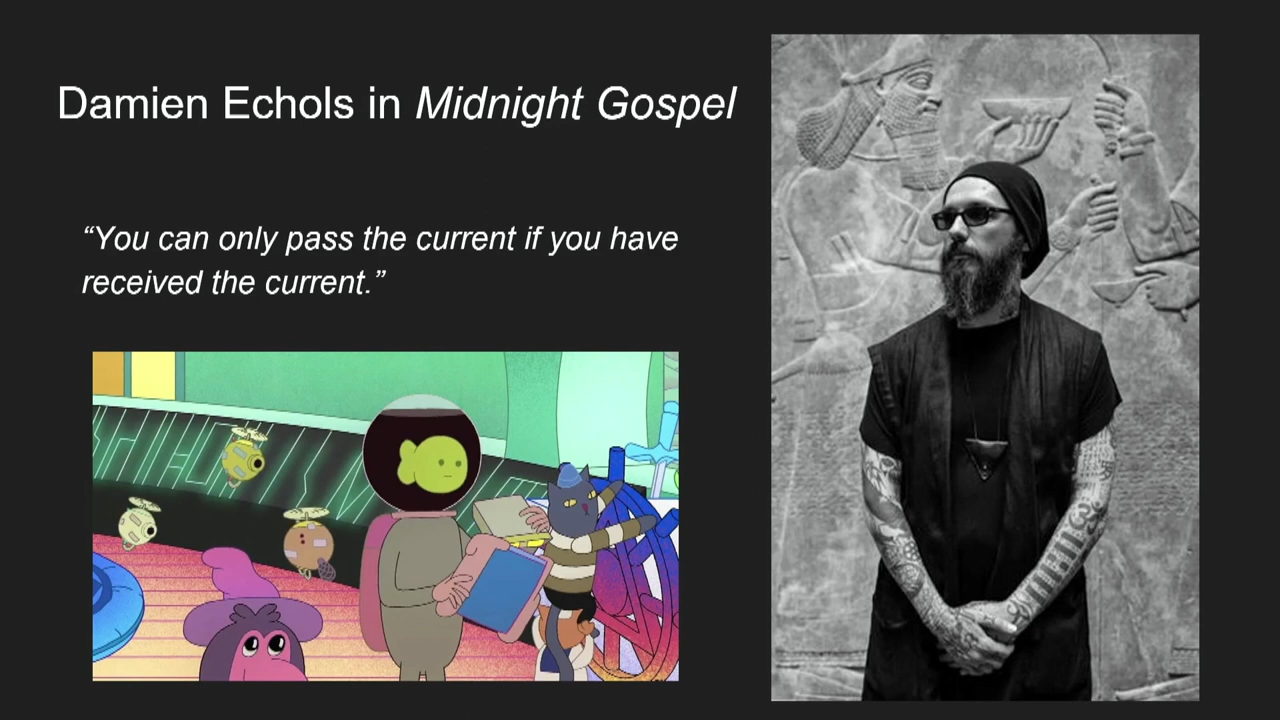 Damien Echols in Midnight Gospel
“You can only pass the current if you have
received the current.”